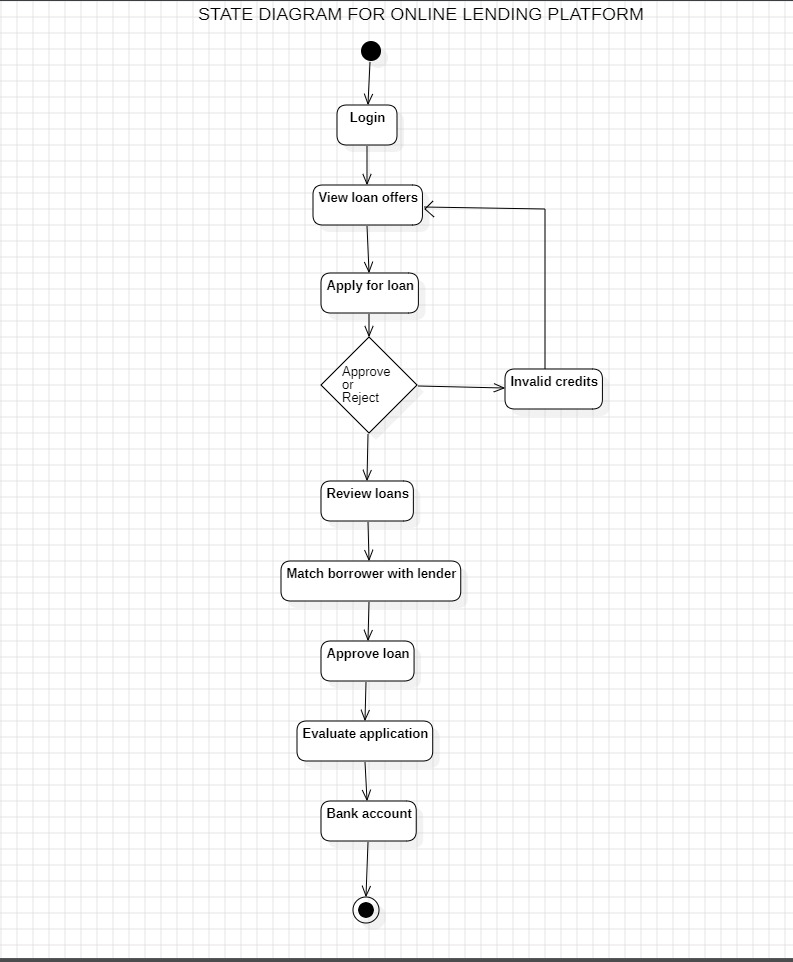 STATE DIAGRAM FOR ONLINE LENDING PLATFORM
Login
View loan offers
Apply for loan
Approve
or
Reject
Invalid credits
Review loans
Match borrower with lender
Approve loan
Evaluate application
Bank account